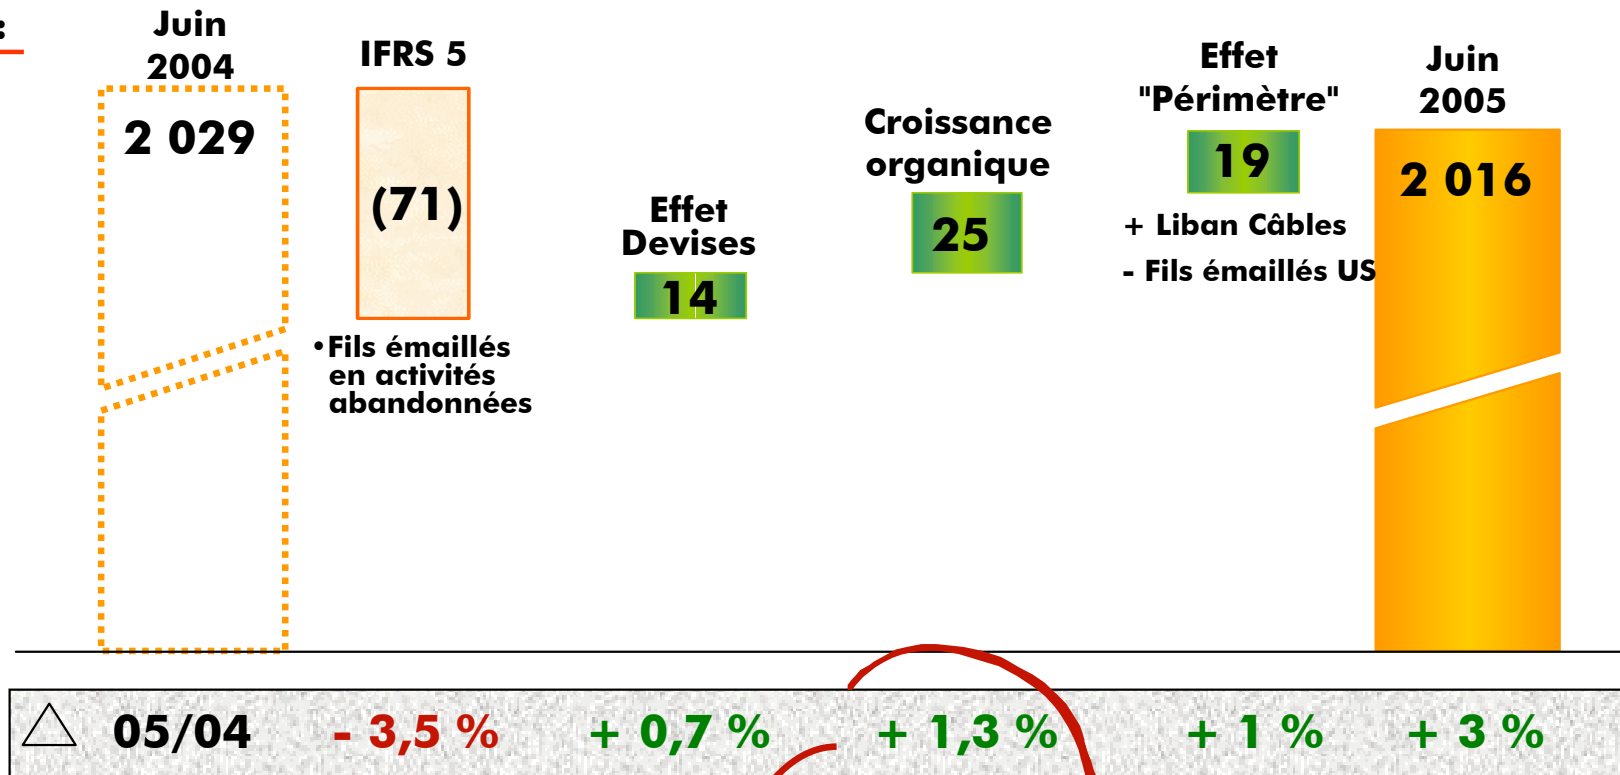 :
Juin
2004
2 029
IFRS 5
(71)
•Fils émaillés
en activités
abandonnées
Effet
Devises
14
Croissance
organique
25
Effet
"Périmètre"
19
+ Liban Câbles
- Fils émaillés US
Juin
2005
2 016
05/04 - 3,5 % + 0,7 % + 1,3 % + 1 % + 3 %